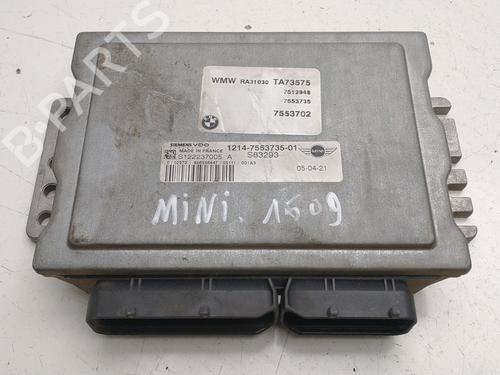 WMW RA31030 TA73575
7512948
7553735
7553702
SIEMENS VDO
MADE IN FRANCE
1214-7553735-01
S122237005 A S83293
MINI
05-04-21
MINI. 1509
B-PARTS